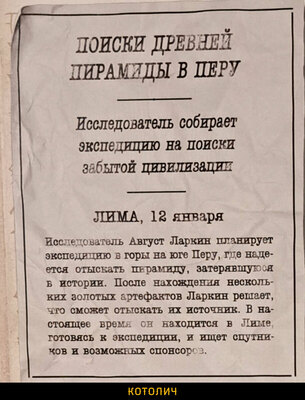 ПОИСКИ ДРЕВНЕЙ
ПИРАМИДЫ В ПЕРУ
Исследователь собирает
экспедицию на поиски
забытой цивилизации
ЛИМА, 12 января
Исследователь Август Ларкин планирует
экспедицию в горы на юге Перу, где наде-
ется отыскать пирамиду, затерявшуюся
в истории. После нахождения несколь-
ких золотых артефактов Ларкин решает,
что сможет отыскать их источник. В на-
стоящее время он находится в Лиме,
готовясь к экспедиции, и ищет спутни-
ков и возможных спонсоров.
КОТОЛИЧ